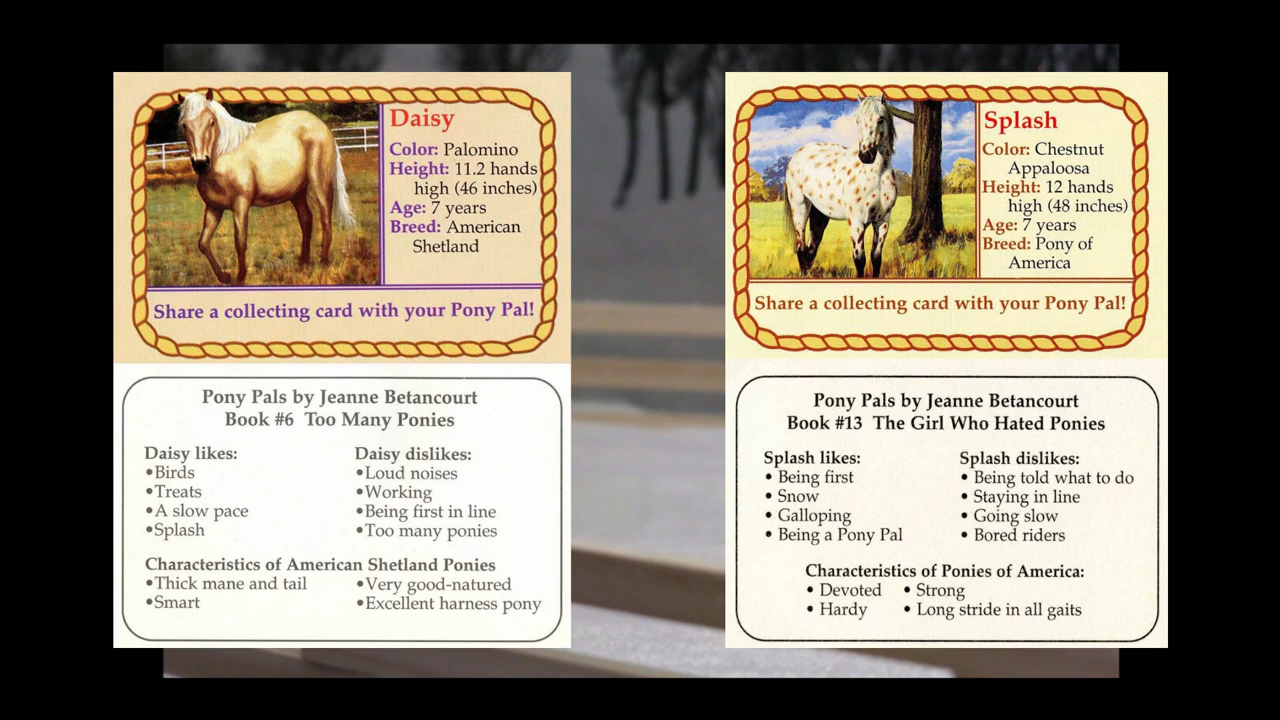 Daisy
Color: Palomino
Height: 11.2 hands
high (46 inches)
Age: 7 years
Breed: American
Shetland
Share a collecting card with your Pony Pal!
Pony Pals by Jeanne Betancourt
Book #6 Too Many Ponies
Daisy likes:
•Birds
•Treats
•A slow pace
•Splash
Daisy dislikes:
•Loud noises
•Working
•Being first in line
•Too many ponies
Characteristics of American Shetland Ponies
•Thick mane and tail
•Smart
•Very good-natured
•Excellent harness pony
Splash
Color: Chestnut
Appaloosa
Height: 12 hands
high (48 inches)
Age: 7 years
Breed: Pony of
America
Share a collecting card with your Pony Pal!
Pony Pals by Jeanne Betancourt
Book #13 The Girl Who Hated Ponies
Splash likes:
• Being first
• Snow
• Galloping
• Being a Pony Pal
Splash dislikes:
• Being told what to do
• Staying in line
• Going slow
• Bored riders
Characteristics of Ponies of America:
• Devoted
• Hardy
• Strong
• Long stride in all gaits